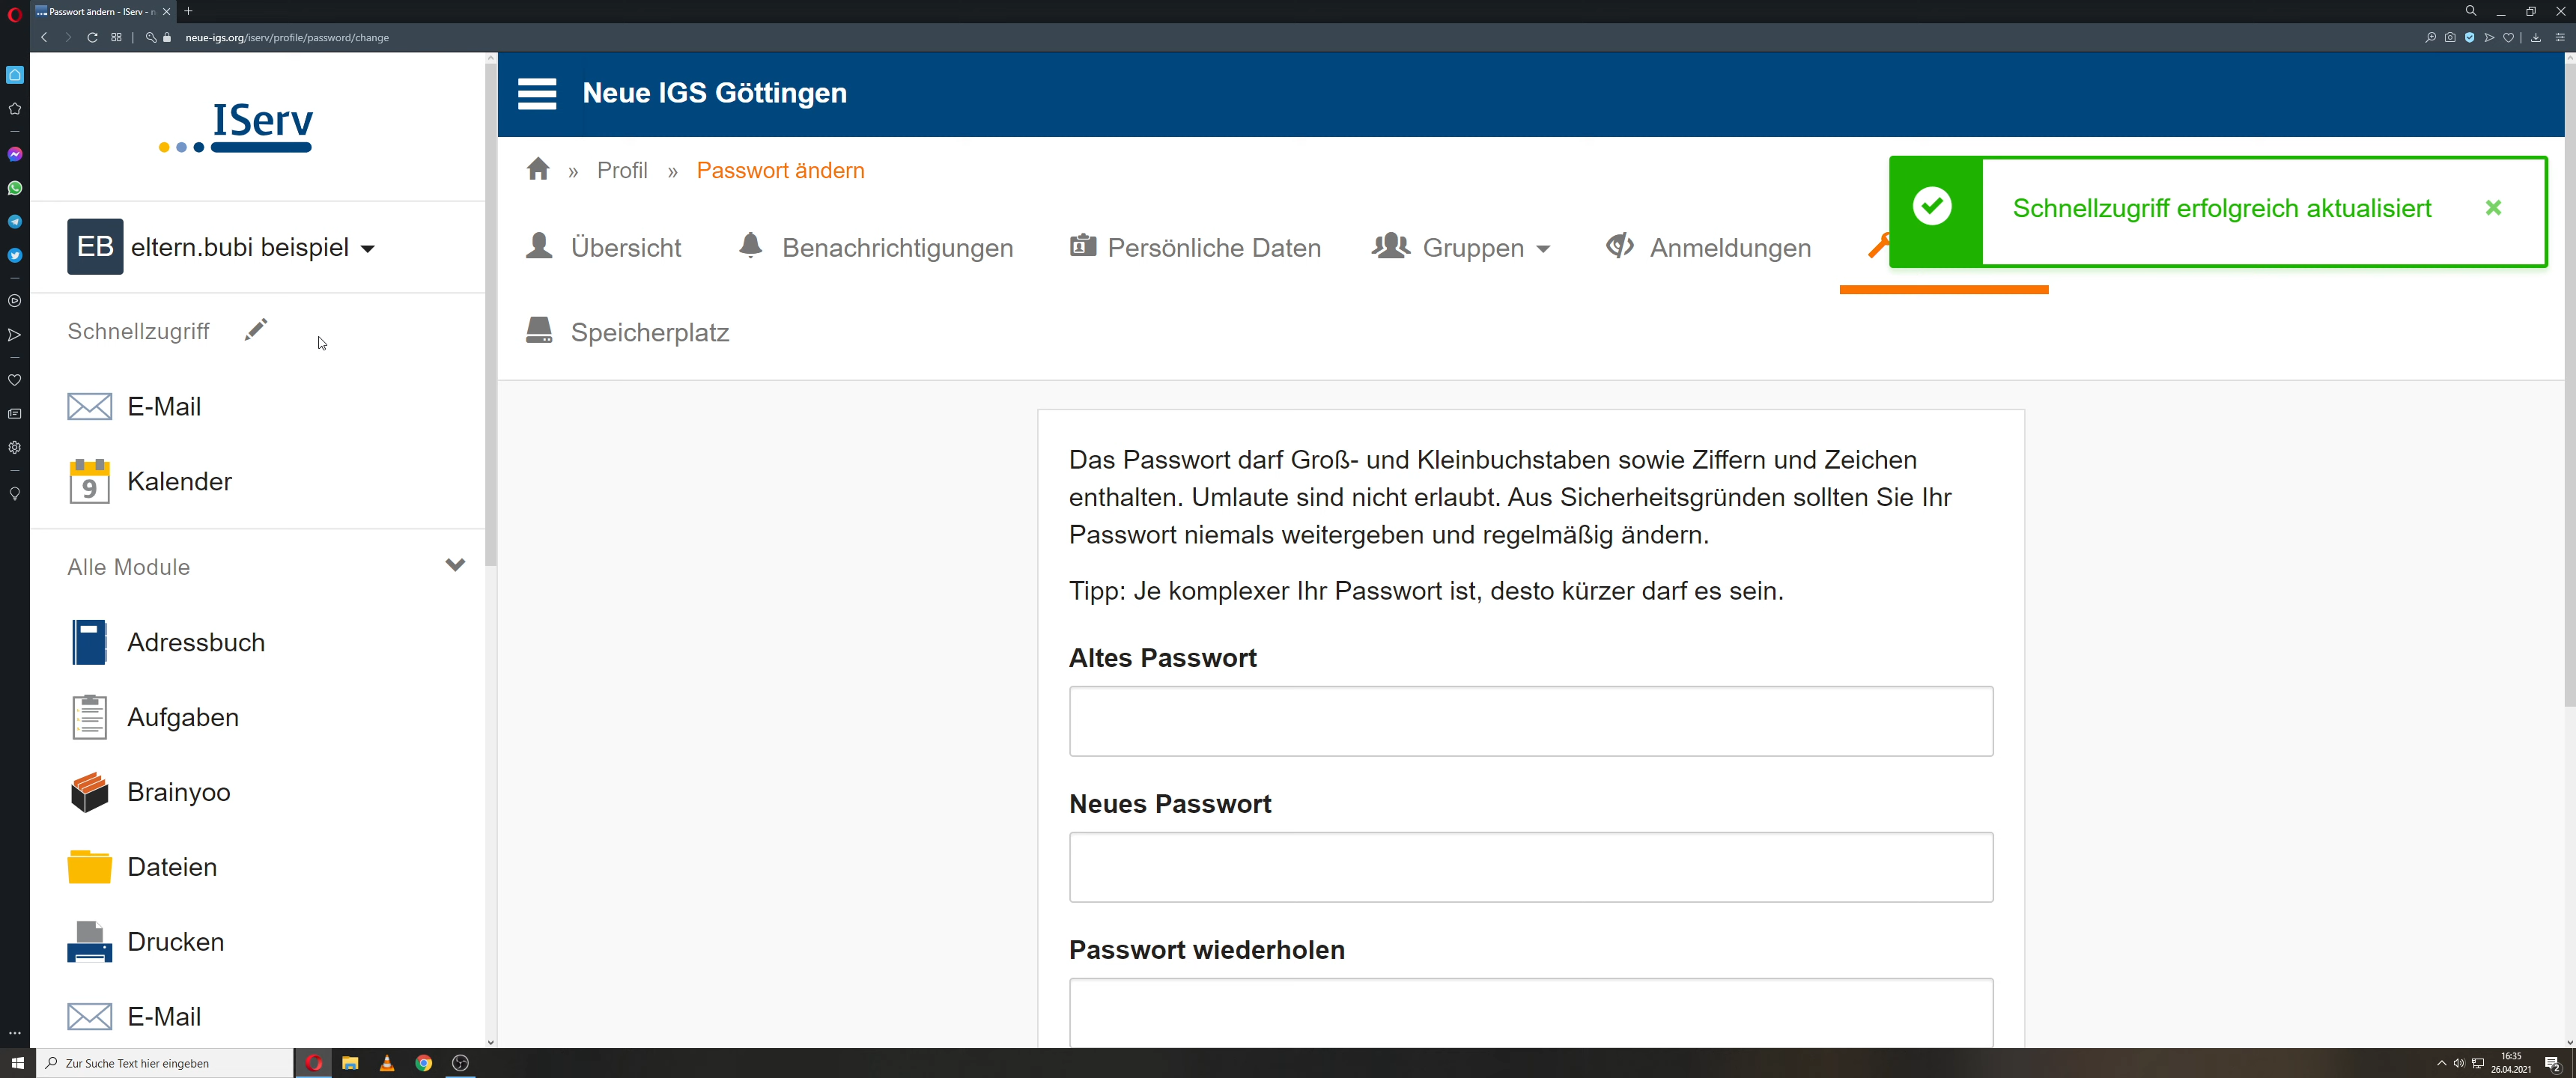 Passwort ändern - IServ - n
neue-igs.org/iserv/profile/password/change
IServ
EB eltern.bubi beispiel
Schnellzugriff
E-Mail
9 Kalender
Alle Module
Adressbuch
Aufgaben
Brainyoo
Dateien
Drucken
E-Mail
Neue IGS Göttingen
» Profil » Passwort ändern
Übersicht Benachrichtigungen Persönliche Daten Gruppen Anmeldungen
Speicherplatz
Schnellzugriff erfolgreich aktualisiert
Das Passwort darf Groß- und Kleinbuchstaben sowie Ziffern und Zeichen
enthalten. Umlaute sind nicht erlaubt. Aus Sicherheitsgründen sollten Sie Ihr
Passwort niemals weitergeben und regelmäßig ändern.
Tipp: Je komplexer Ihr Passwort ist, desto kürzer darf es sein.
Altes Passwort
Neues Passwort
Passwort wiederholen
Zur Suche Text hier eingeben
16:35
26.04.2021
2